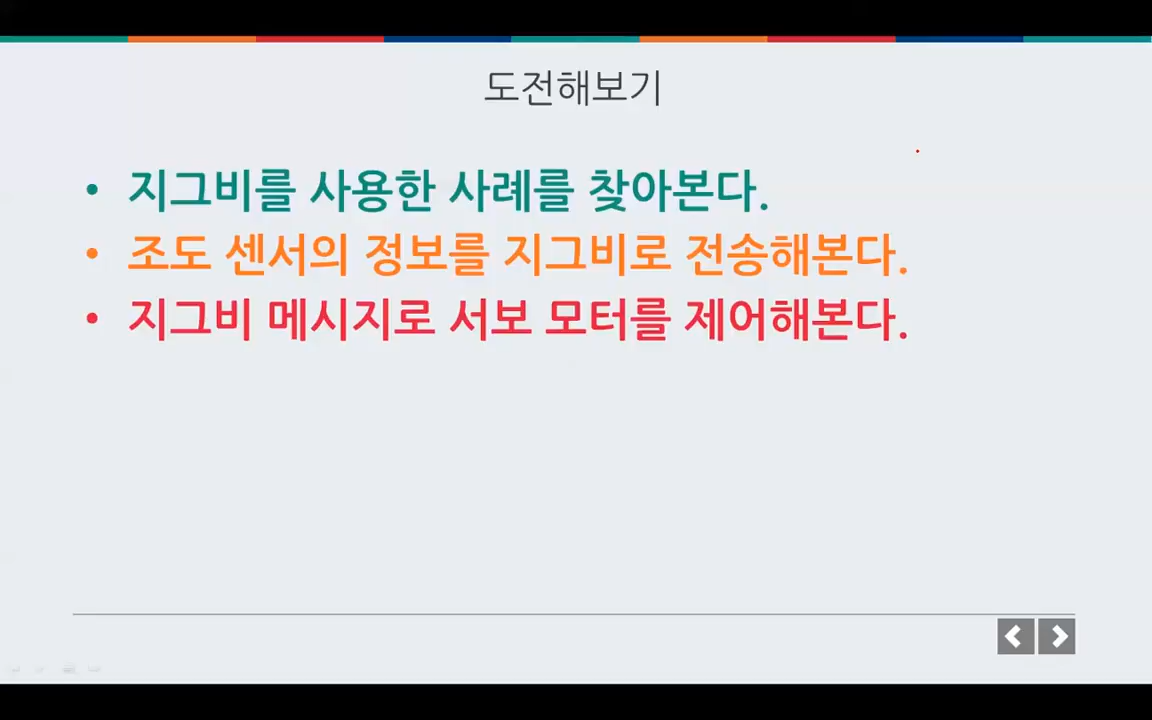 도전해보기
• 지그비를 사용한 사례를 찾아본다.
• 조도 센서의 정보를 지그비로 전송해본다.
• 지그비 메시지로 서보 모터를 제어해본다.